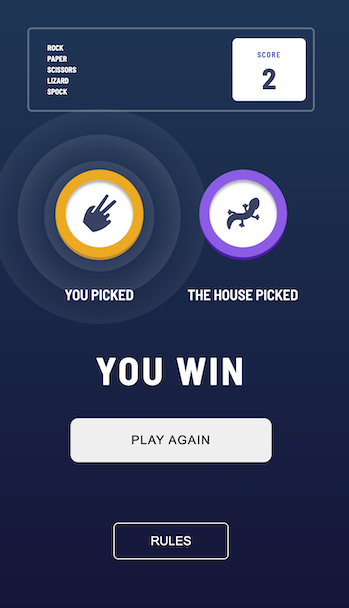 ROCK
PAPER
SCISSORS
LIZARD
SPOCK
SCORE
2
YOU PICKED
THE HOUSE PICKED
YOU WIN
PLAY AGAIN
RULES